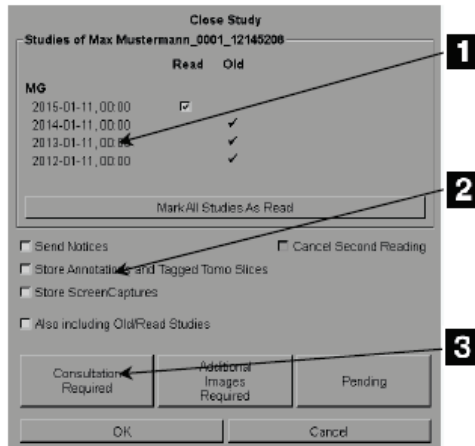 Close Study
Studies of Max Mustermann_0001_12145208
Read Old
MG
2015-01-11, 00:00
2014-01-11, 00:00
2013-01-11, 00:00
2012-01-11, 00:00
Mark All Studies As Read
Send Notices
Cancel Second Reading
Store Annotations and Tagged Tomo Slices
Store ScreenCaptures
Also including Old/Read Studies
Consultation Required
Additional Images Required
Pending
OK
Cancel
1
2
3